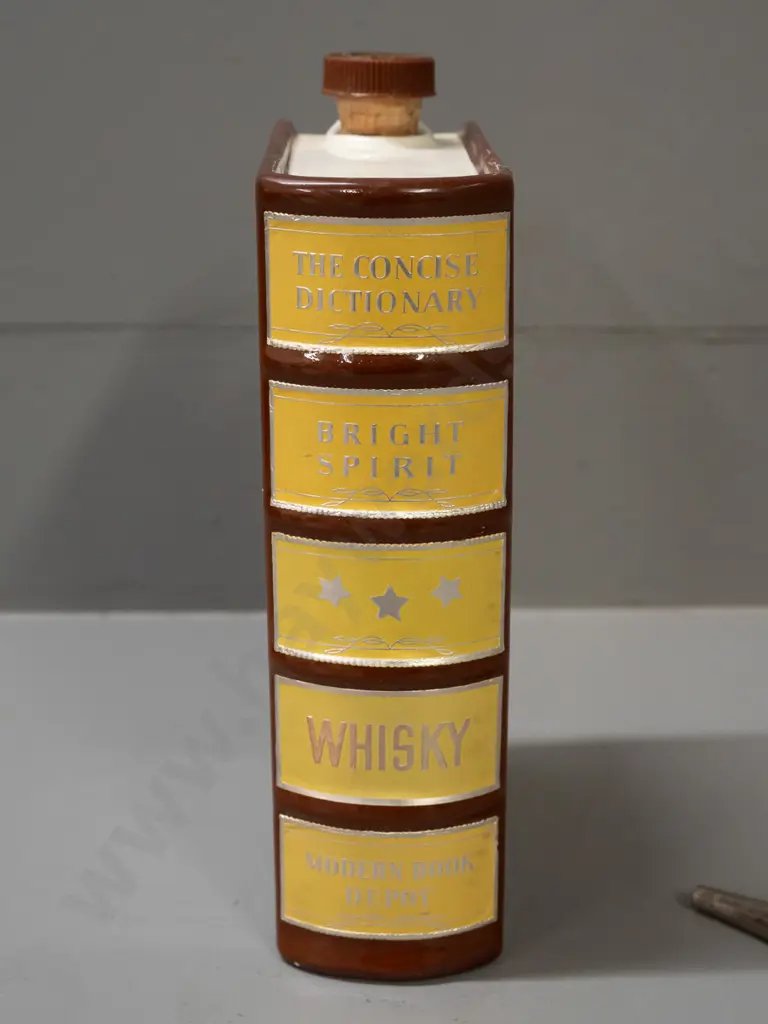 THE CONCISE
DICTIONARY
BRIGHT
SPIRIT
WHISKY
MODERN BOOK
DEPOT